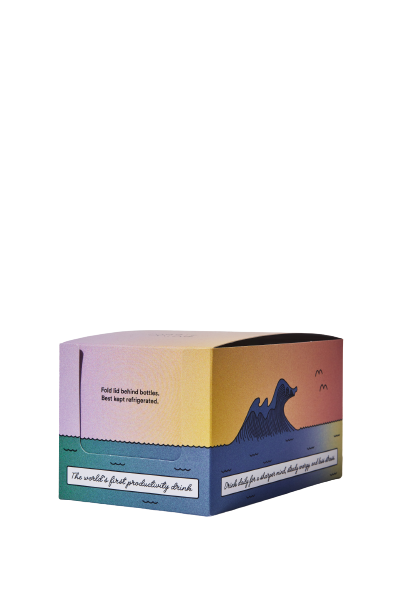 Fold lid behind bottles.
Best kept refrigerated.
The world's first productivity drink
Drink daily for a sharper mind, steady energy and less stress